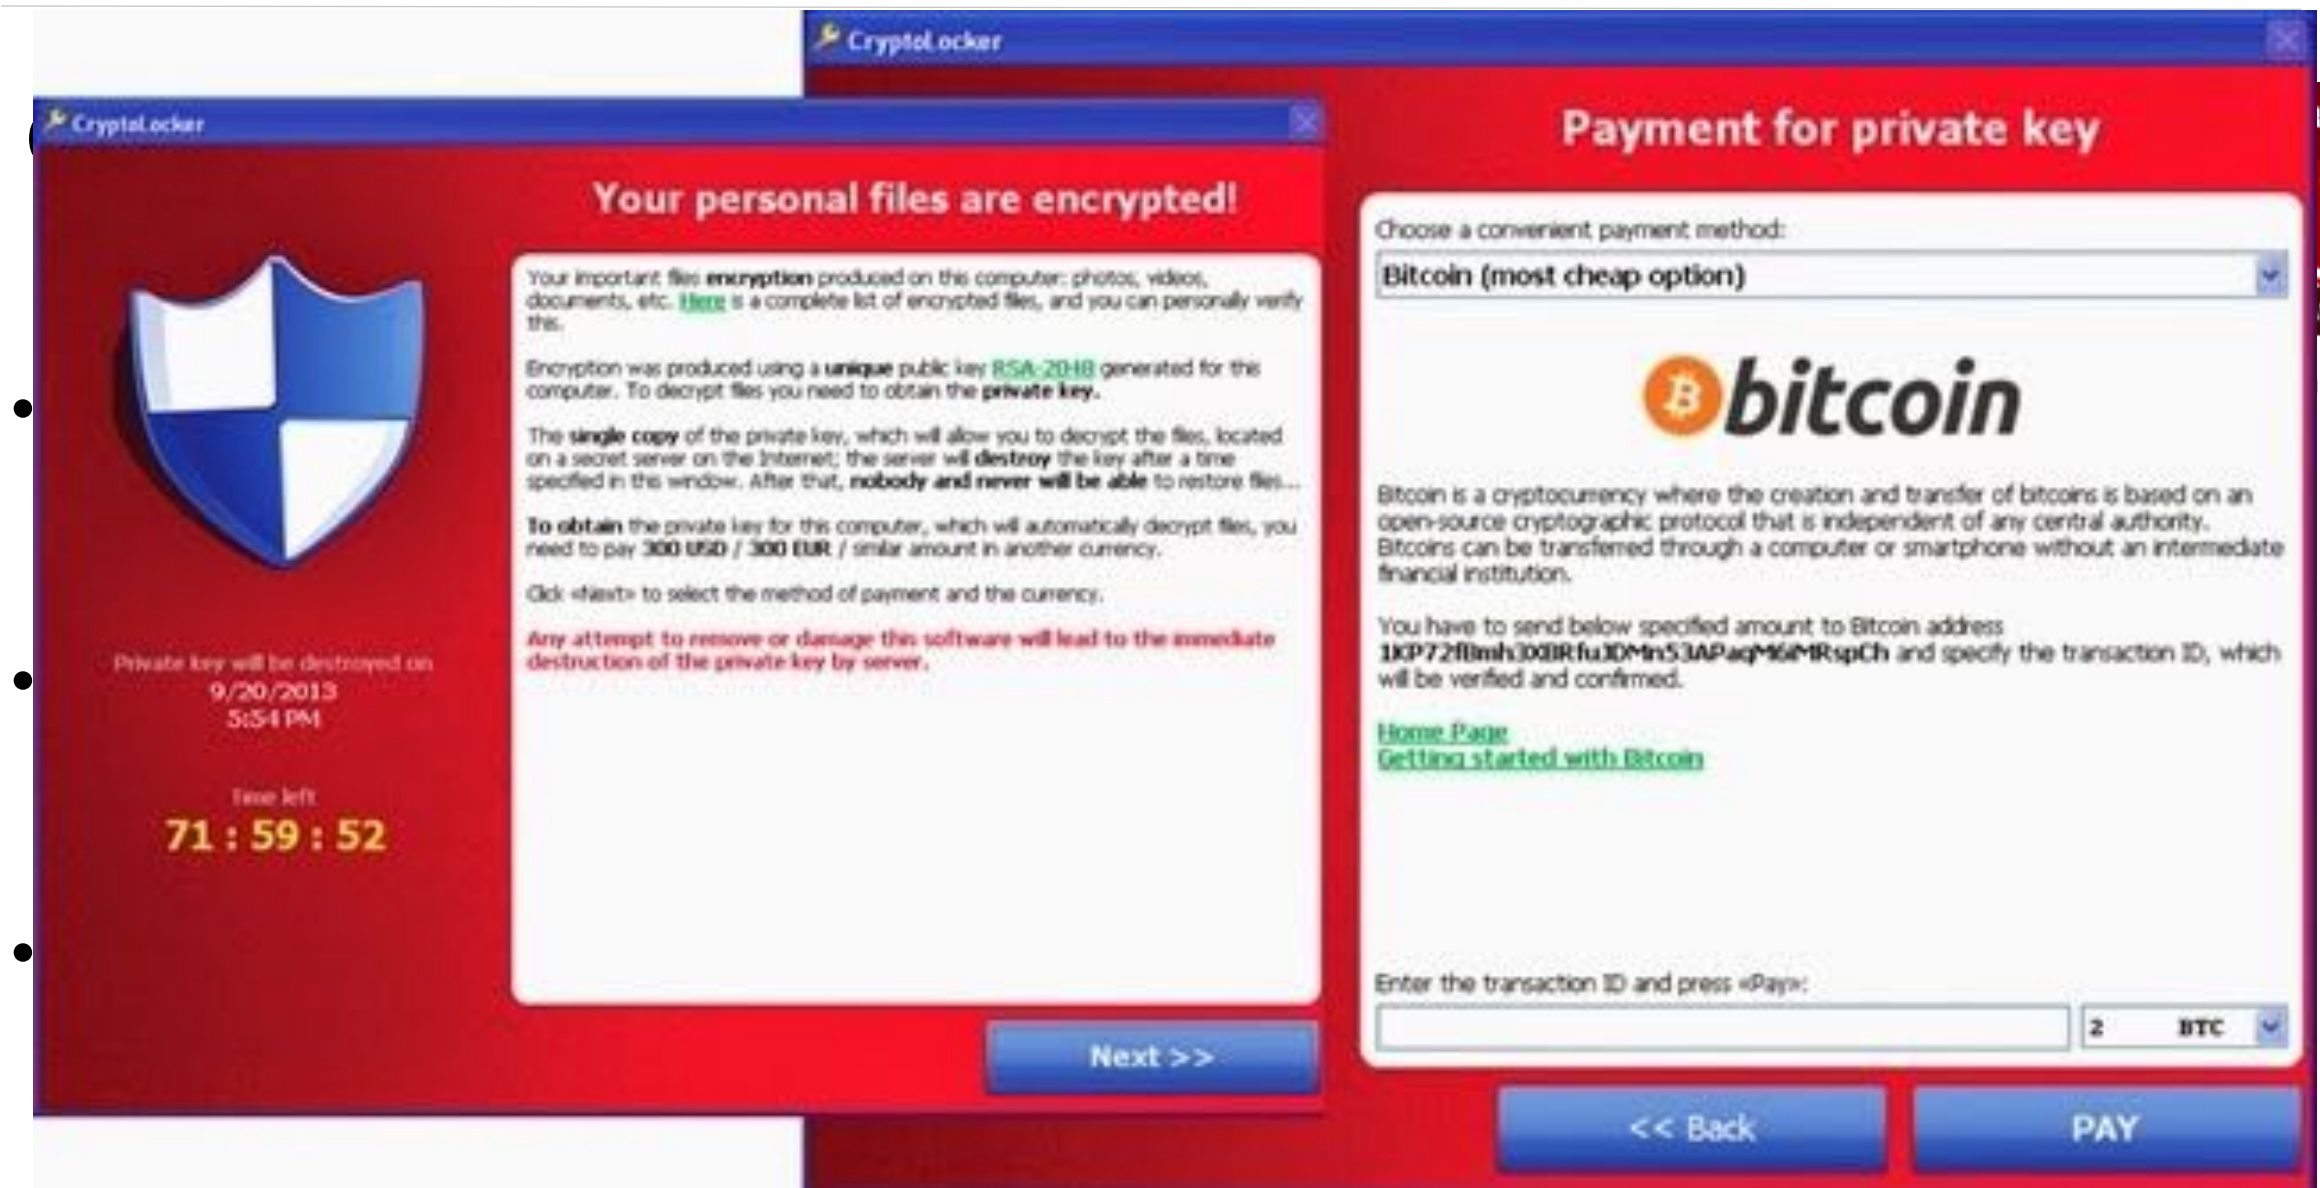 CryptoLocker
Payment for private key
Choose a convenient payment method:
Bitcoin (most cheap option)
bitcoin
Bitcoin is a cryptocurrency where the creation and transfer of bitcoins is based on an
open-source cryptographic protocol that is independent of any central authority.
Bitcoins can be transferred through a computer or smartphone without an intermediate
financial institution.
You have to send below specified amount to Bitcoin address
and specify the transaction ID, which
will be verified and confirmed.
Home Page
Getting started with Bitcoin
Enter the transaction ID and press «Pay»:
2 BTC
<< Back
PAY
CryptoLocker
Your personal files are encrypted!
Your important files encryption produced on this computer: photos, videos,
documents, etc. Here is a complete list of encrypted files, and you can personally verify
this.
Encryption was produced using a unique public key RSA-2048 generated for this
computer. To decrypt files you need to obtain the private key.
The single copy of the private key, which will allow you to decrypt the files, located
on a secret server on the Internet; the server will destroy the key after a time
specified in this window. After that, nobody and never will be able to restore files...
To obtain the private key for this computer, which will automatically decrypt files, you
need to pay 300 USD / 300 EUR / similar amount in another currency.
Click «Next» to select the method of payment and the currency.
Any attempt to remove or damage this software will lead to the immediate
destruction of the private key by server.
Private key will be destroyed on
9/20/2013
5:54 PM
Time left
71 : 59 : 52
Next >>